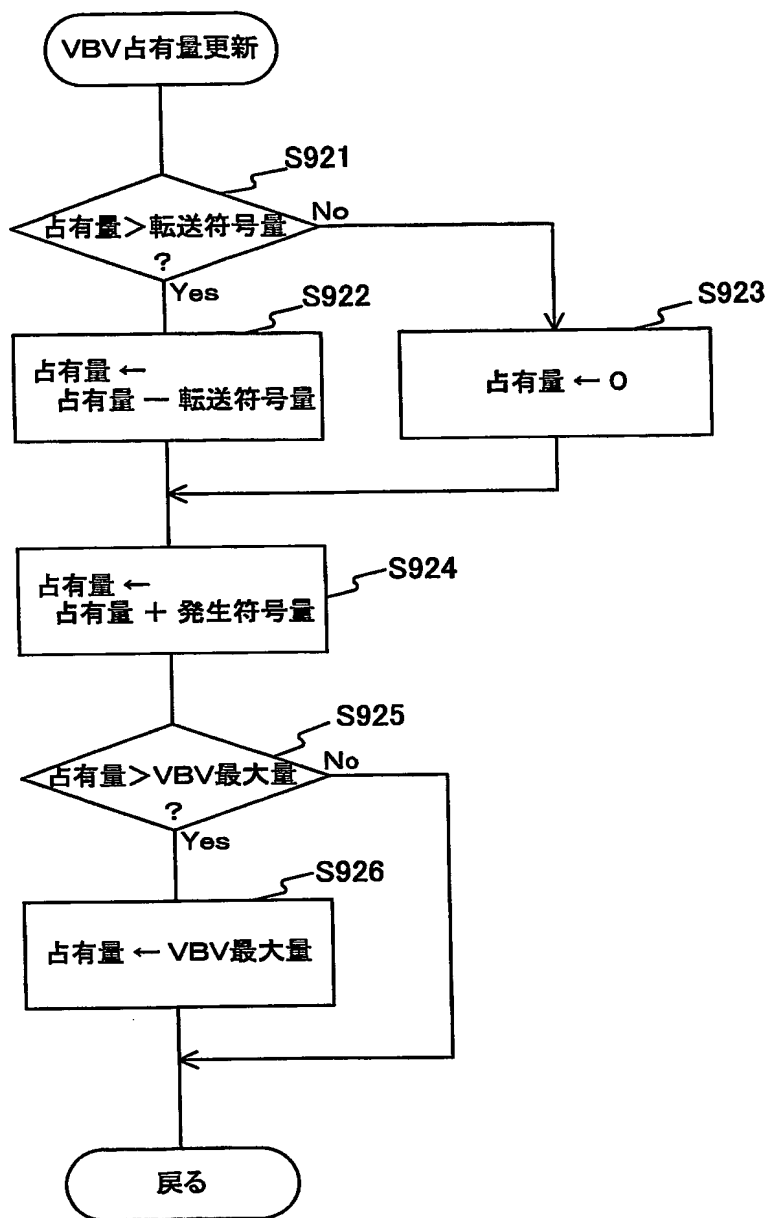 VBV占有量更新
S921
占有量>転送符号量
?
No
Yes
S922
占有量 ←
占有量 － 転送符号量
S923
占有量 ← 0
S924
占有量 ←
占有量 ＋ 発生符号量
S925
占有量>VBV最大量
?
No
Yes
S926
占有量 ← VBV最大量
戻る